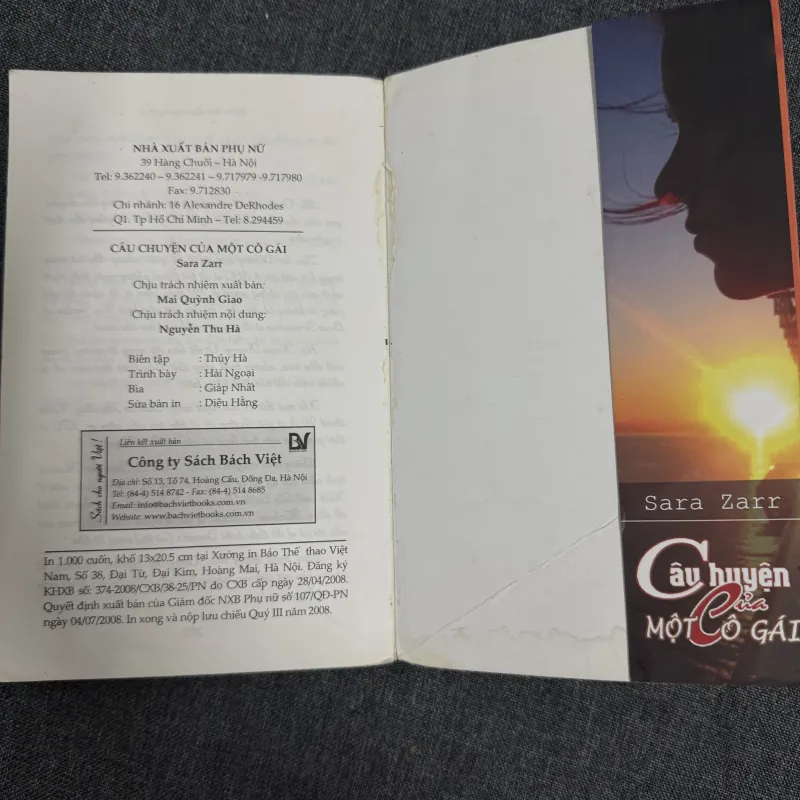 NHÀ XUẤT BẢN PHỤ NỮ
39 Hàng Chuối – Hà Nội
Tel: 9.362240 – 9.362241 – 9.717979 -9.717980
Fax: 9.712830
Chi nhánh: 16 Alexandre DeRhodes
Q1. Tp Hồ Chí Minh – Tel: 8.294459
CÂU CHUYỆN CỦA MỘT CÔ GÁI
Sara Zarr
Chịu trách nhiệm xuất bản:
Mai Quỳnh Giao
Chịu trách nhiệm nội dung:
Nguyễn Thu Hà
Biên tập : Thúy Hà
Trình bày : Hải Ngoại
Bìa : Giáp Nhất
Sửa bản in : Diệu Hằng
Sách cho người Việt!
Liên kết xuất bản
BV
Công ty Sách Bách Việt
Địa chỉ: Số 13, Tổ 74, Hoàng Cầu, Đống Đa, Hà Nội
Tel: (84-4) 514 8742 - Fax: (84-4) 514 8685
Email: info@bachvietbooks.com.vn
Website: www.bachvietbooks.com.vn
In 1.000 cuốn, khổ 13x20.5 cm tại Xưởng in Báo Thể thao Việt
Nam, Số 38, Đại Từ, Đại Kim, Hoàng Mai, Hà Nội. Đăng ký
KHXB số: 374-2008/CXB/38-25/PN do CXB cấp ngày 28/04/2008.
Quyết định xuất bản của Giám đốc NXB Phụ nữ số 107/QĐ-PN
ngày 04/07/2008. In xong và nộp lưu chiểu Quý III năm 2008.
Sara Zarr
Câu Chuyện
Của
MỘT CÔ GÁI